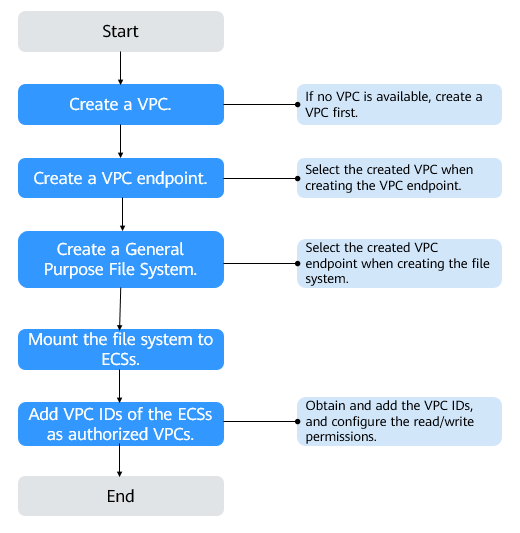 Start
Create a VPC.
If no VPC is available, create a
VPC first.
Create a VPC endpoint.
Select the created VPC when
creating the VPC endpoint.
Create a General
Purpose File System.
Select the created VPC
endpoint when creating the file
system.
Mount the file system to
ECSs.
Add VPC IDs of the ECSs
as authorized VPCs.
Obtain and add the VPC IDs,
and configure the read/write
permissions.
End